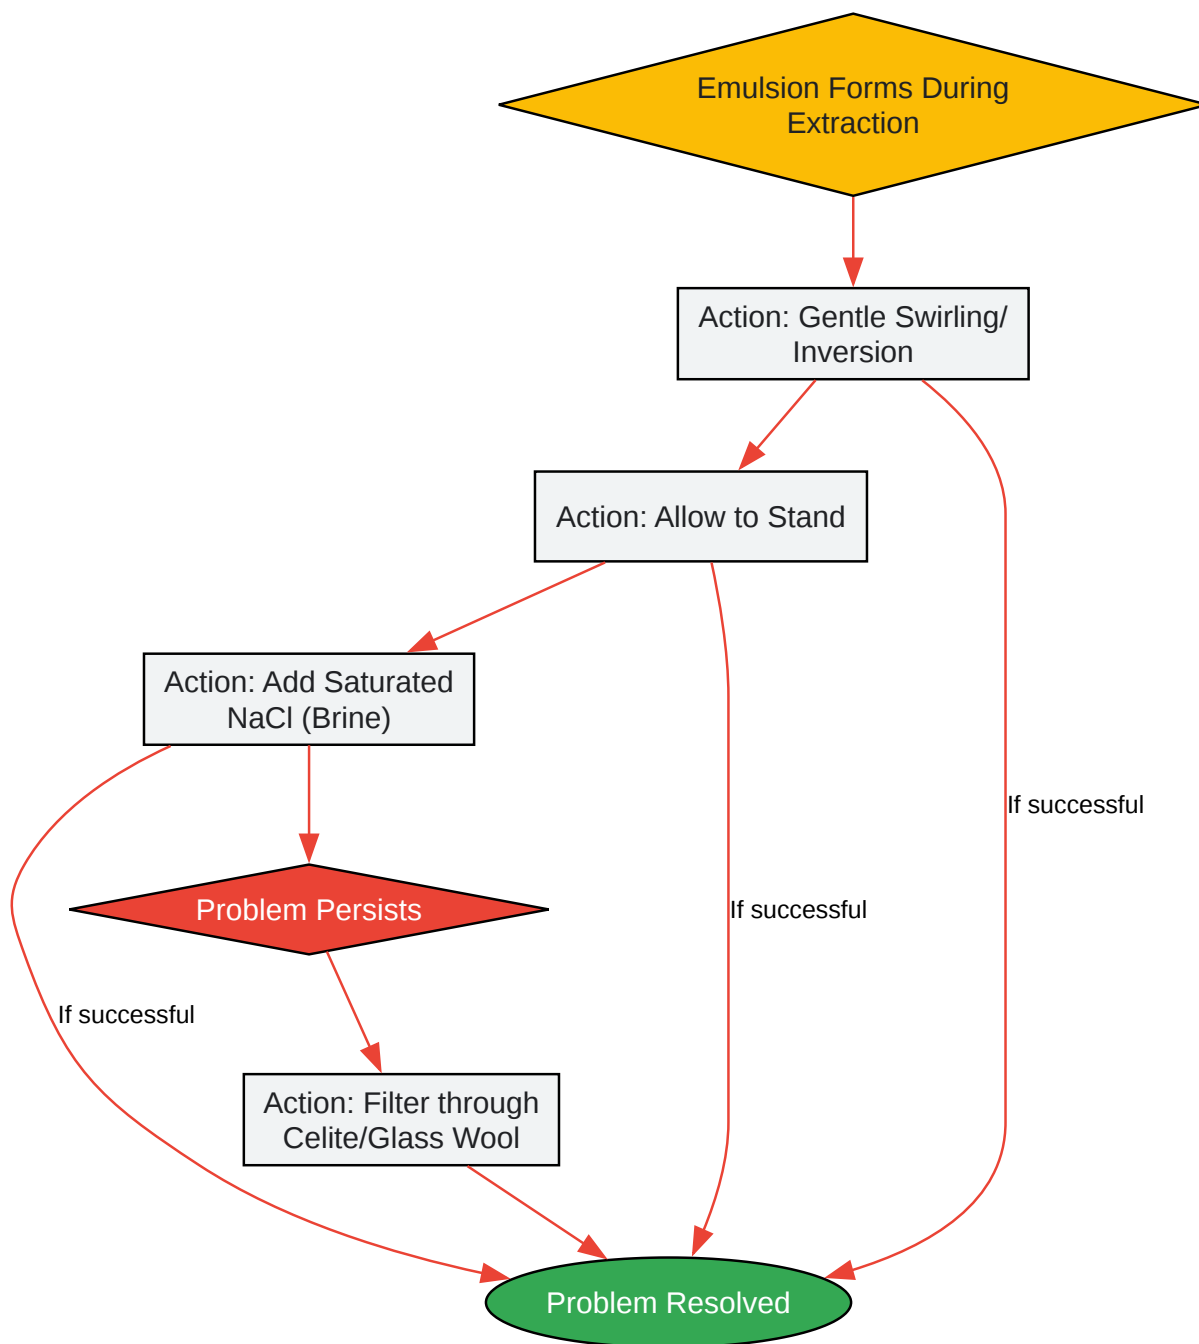 Emulsion Forms During
Extraction
Action: Gentle Swirling/
Inversion
Action: Allow to Stand
Action: Add Saturated
NaCl (Brine)
If successful
Problem Persists
If successful
If successful
Action: Filter through
Celite/Glass Wool
Problem Resolved